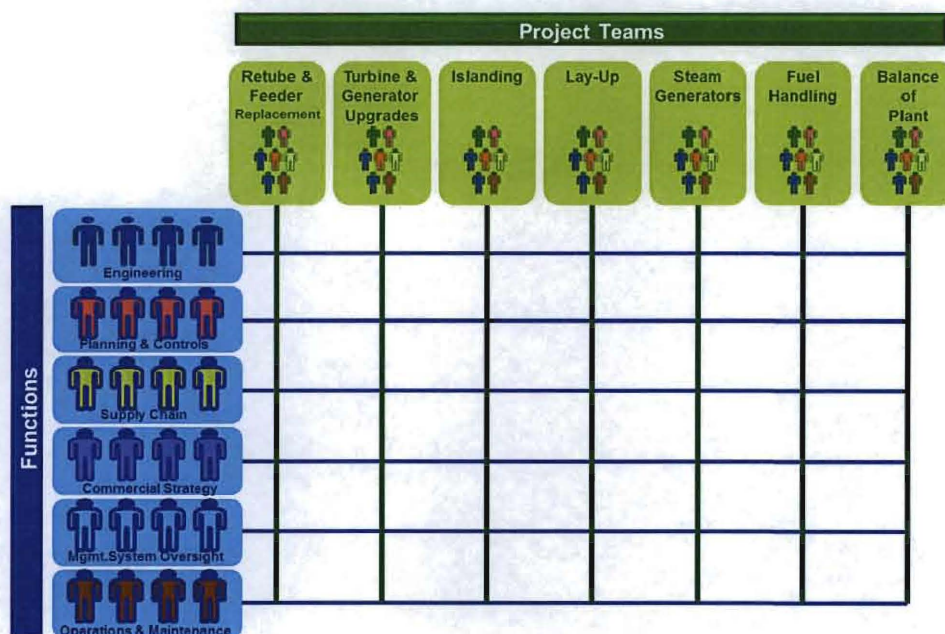 Project Teams
Retube &
Feeder
Replacement
Turbine &
Generator
Upgrades
Islanding
Lay-Up
Steam
Generators
Fuel
Handling
Balance
of
Plant
Functions
Engineering
Planning & Controls
Supply Chain
Commercial Strategy
Mgmt.System Oversight
Operations & Maintenance